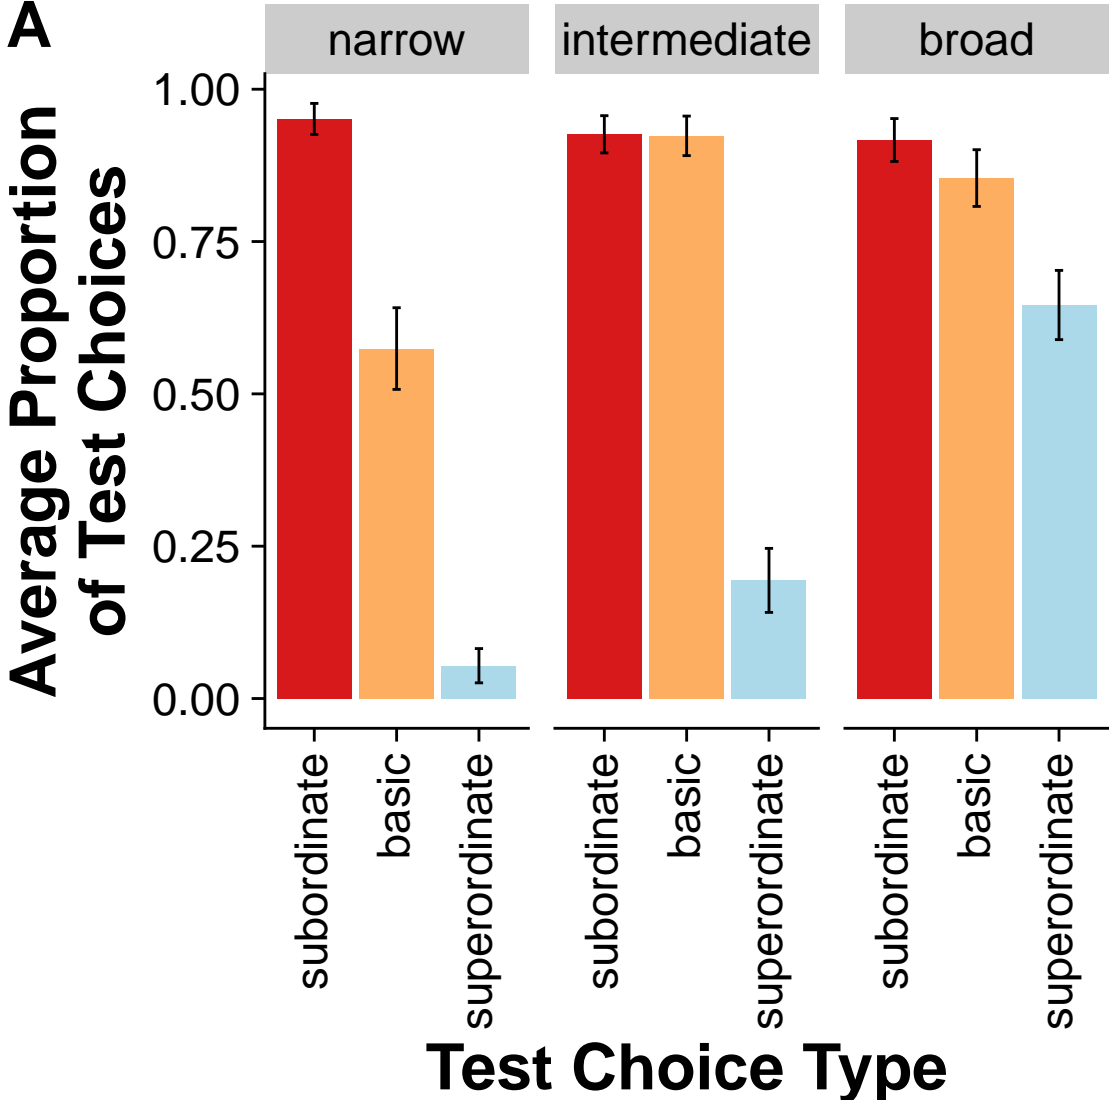 A
narrow
intermediate
broad
Average Proportion
of Test Choices
1.00
0.75
0.50
0.25
0.00
subordinate
basic
superordinate
subordinate
basic
superordinate
subordinate
basic
superordinate
Test Choice Type